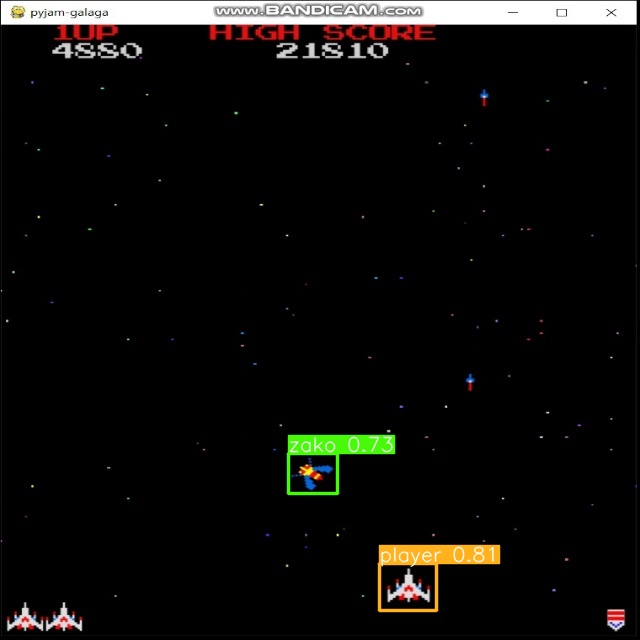 pyjam-galaga
www.BANDICAM.com
1UP HIGH SCORE
4880 21810
zako 0.73
player 0.81